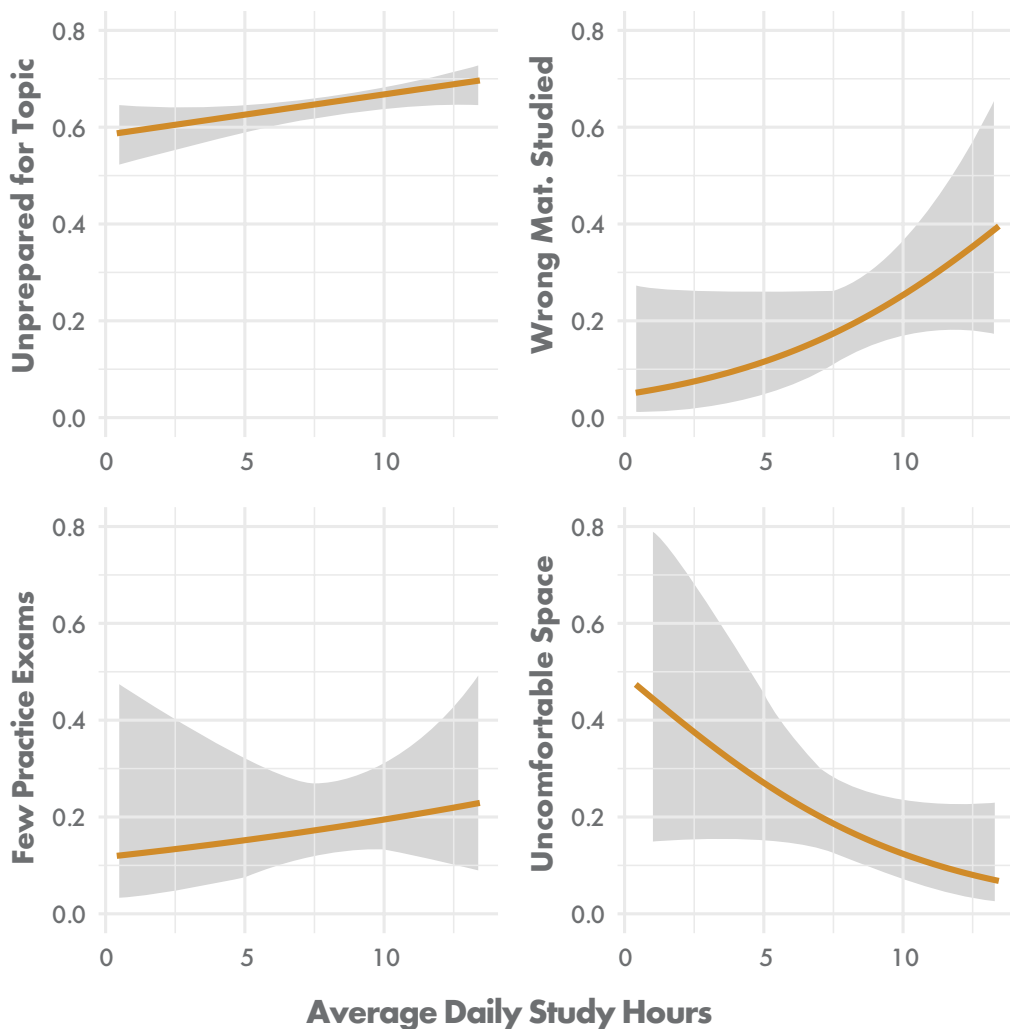 Unprepared for Topic
0.8
0.6
0.4
0.2
0.0
0 5 10
Wrong Mat. Studied
0.8
0.6
0.4
0.2
0.0
0 5 10
Few Practice Exams
0.8
0.6
0.4
0.2
0.0
0 5 10
Uncomfortable Space
0.8
0.6
0.4
0.2
0.0
0 5 10
Average Daily Study Hours